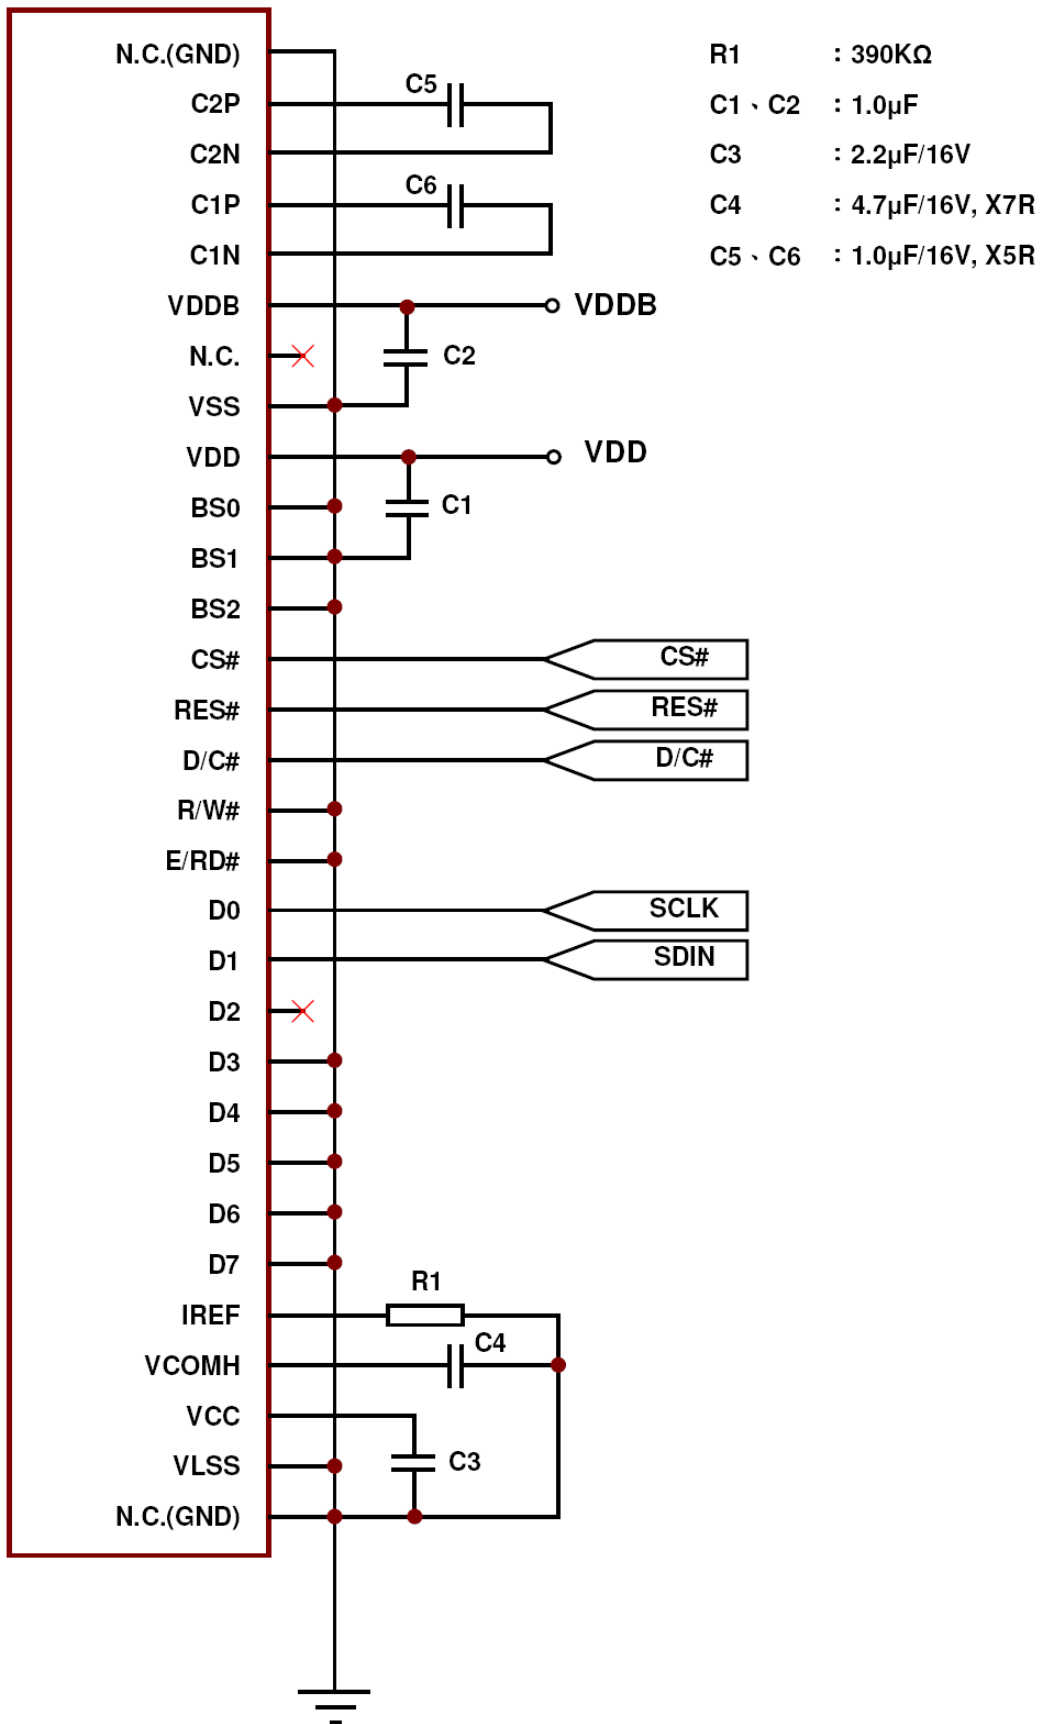 N.C.(GND)
C2P
C2N
C1P
C1N
VDDB
N.C.
VSS
VDD
BS0
BS1
BS2
CS#
RES#
D/C#
R/W#
E/RD#
D0
D1
D2
D3
D4
D5
D6
D7
IREF
VCOMH
VCC
VLSS
N.C.(GND)
C5
C6
VDDB
C2
VDD
C1
CS#
RES#
D/C#
SCLK
SDIN
R1
C4
C3
R1 : 390KΩ
C1、C2 : 1.0μF
C3 : 2.2μF/16V
C4 : 4.7μF/16V, X7R
C5、C6 : 1.0μF/16V, X5R